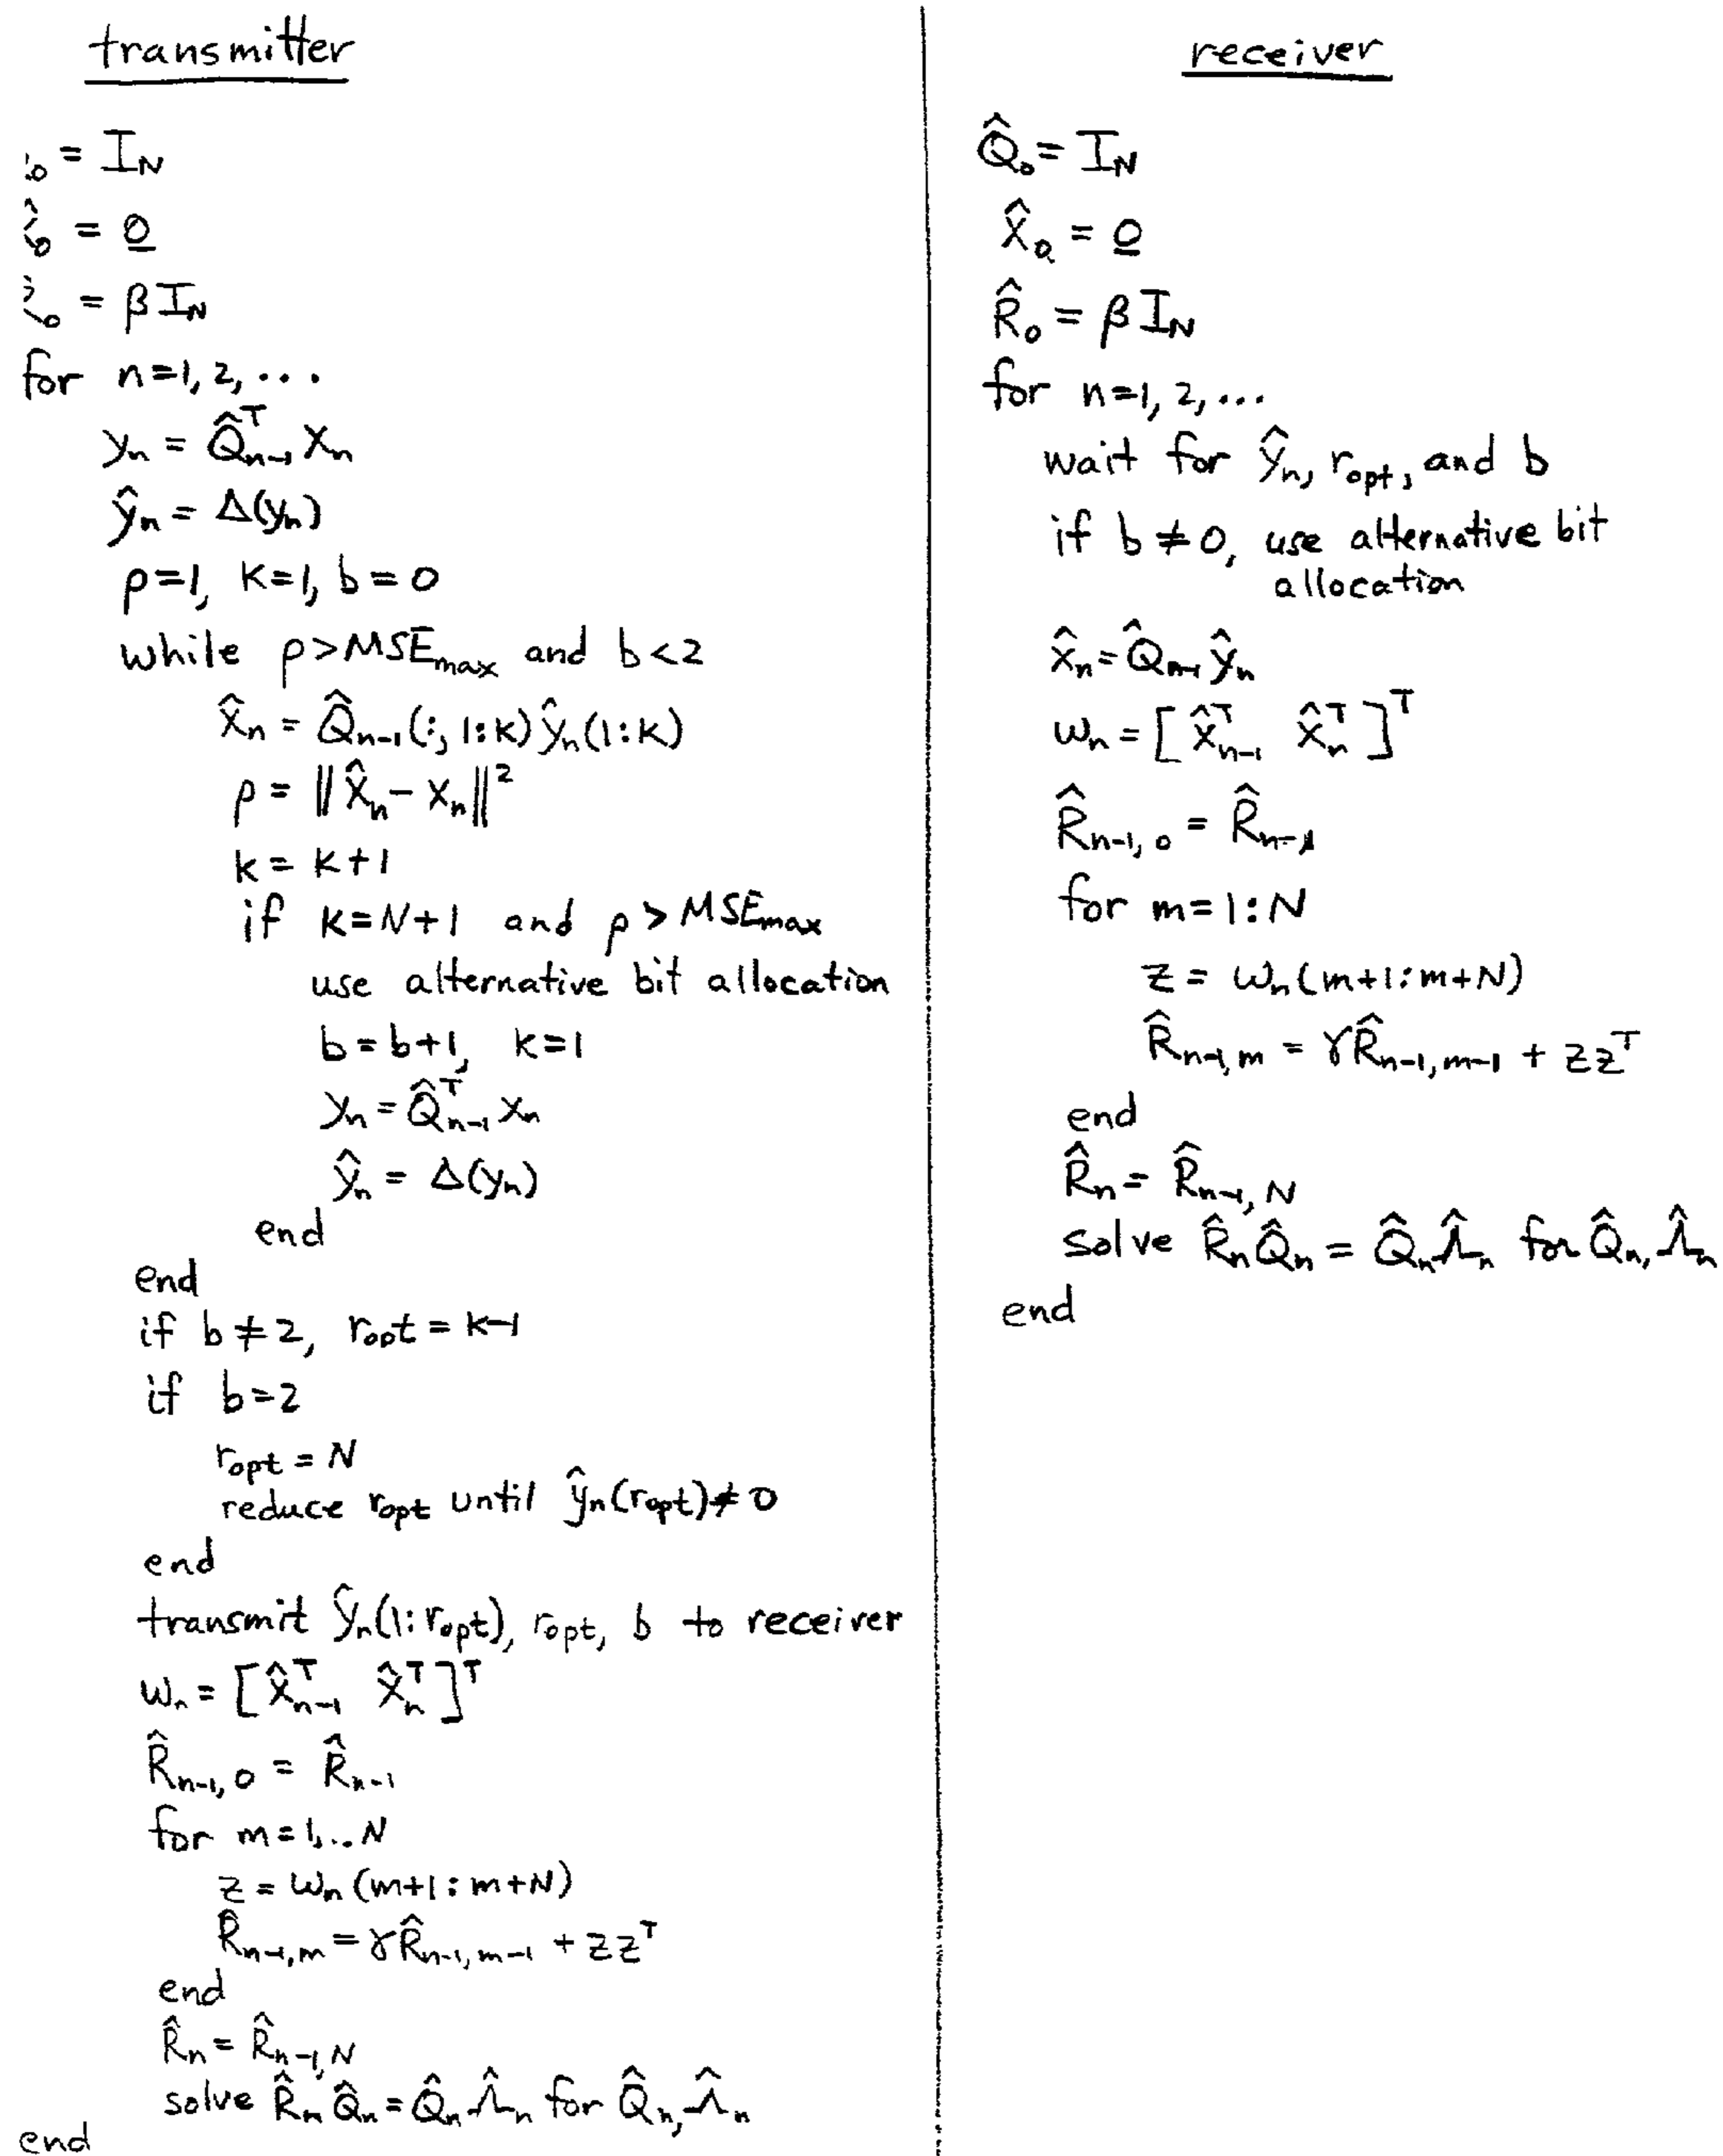 transmitter
= I_N
= 0
= β I_N
for n=1, 2, ...
y_n = Q̂ᵀ_{n-1} x_n
ŷ_n = Δ(y_n)
ρ=1, k=1, b=0
while ρ>MSE_max and b<2
x̂_n = Q̂_{n-1}(:, 1:k) ŷ_n(1:k)
ρ = ‖x̂_n - x_n‖²
k = k+1
if k=N+1 and ρ>MSE_max
use alternative bit allocation
b=b+1, k=1
y_n = Q̂ᵀ_{n-1} x_n
ŷ_n = Δ(y_n)
end
end
if b≠2, r_opt = k-1
if b=2
r_opt = N
reduce r_opt until ŷ_n(r_opt)≠0
end
transmit ŷ_n(1:r_opt), r_opt, b to receiver
w_n = [x̂ᵀ_{n-1} x̂ᵀ_n]ᵀ
R̂_{n-1,0} = R̂_{n-1}
for m=1,..N
z = w_n(m+1:m+N)
R̂_{n-1,m} = γR̂_{n-1,m-1} + zzᵀ
end
R̂_n = R̂_{n-1,N}
solve R̂_n Q̂_n = Q̂_n Λ̂_n for Q̂_n, Λ̂_n
end
receiver
Q̂_0 = I_N
x̂_0 = 0
R̂_0 = β I_N
for n=1, 2, ...
wait for ŷ_n, r_opt, and b
if b≠0, use alternative bit
allocation
x̂_n = Q̂_{n-1} ŷ_n
w_n = [x̂ᵀ_{n-1} x̂ᵀ_n]ᵀ
R̂_{n-1,0} = R̂_{n-1}
for m=1:N
z = w_n(m+1:m+N)
R̂_{n-1,m} = γR̂_{n-1,m-1} + zzᵀ
end
R̂_n = R̂_{n-1,N}
solve R̂_n Q̂_n = Q̂_n Λ̂_n for Q̂_n, Λ̂_n
end